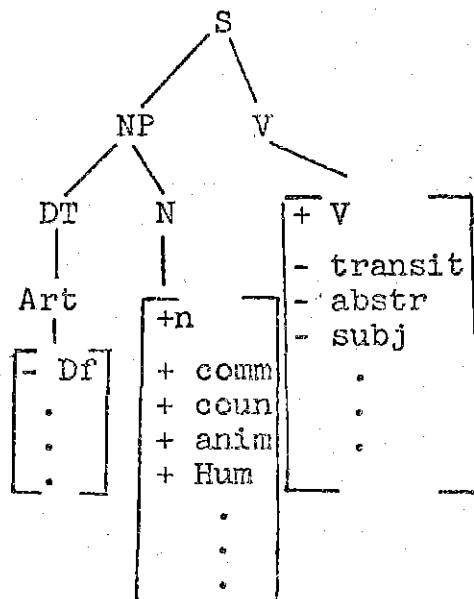 S
NP V
DT N + V
- transit
Art - abstr
+n - subj
- Df .
. + comm .
. + coun .
. + anim
+ Hum
.
.
.